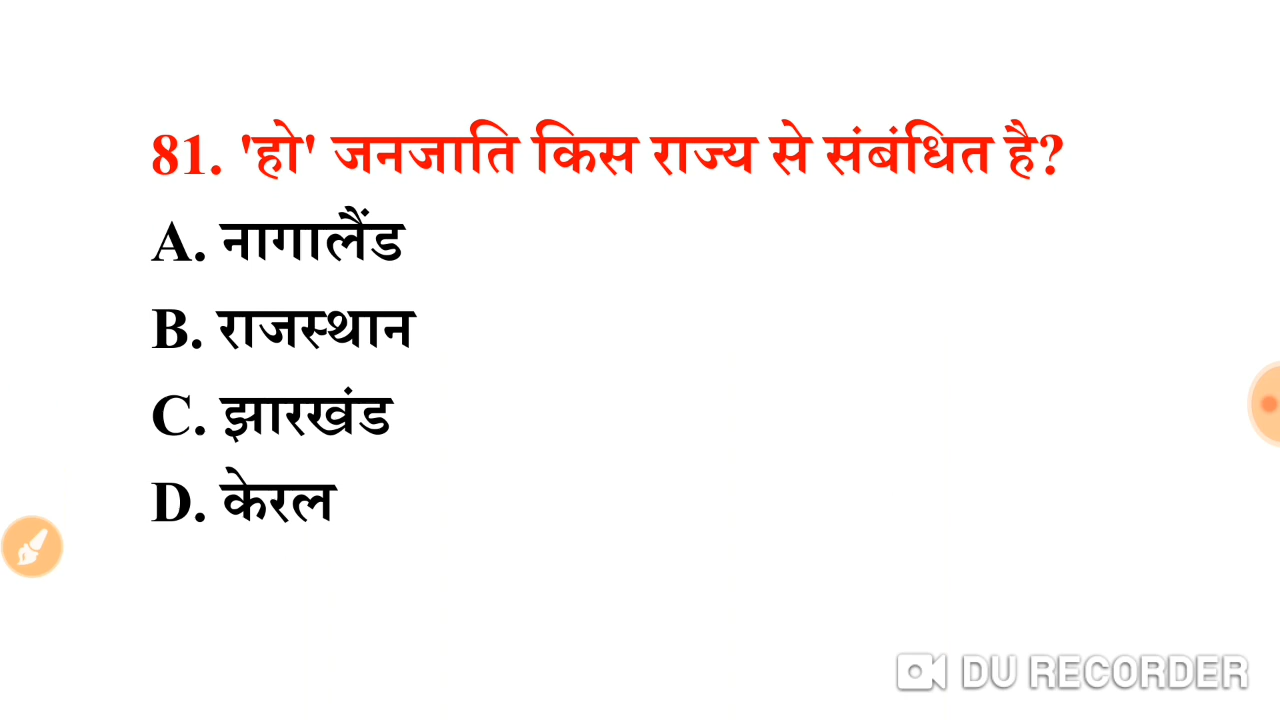 81. 'हो' जनजाति किस राज्य से संबंधित है?
A. नागालैंड
B. राजस्थान
C. झारखंड
D. केरल
DU RECORDER